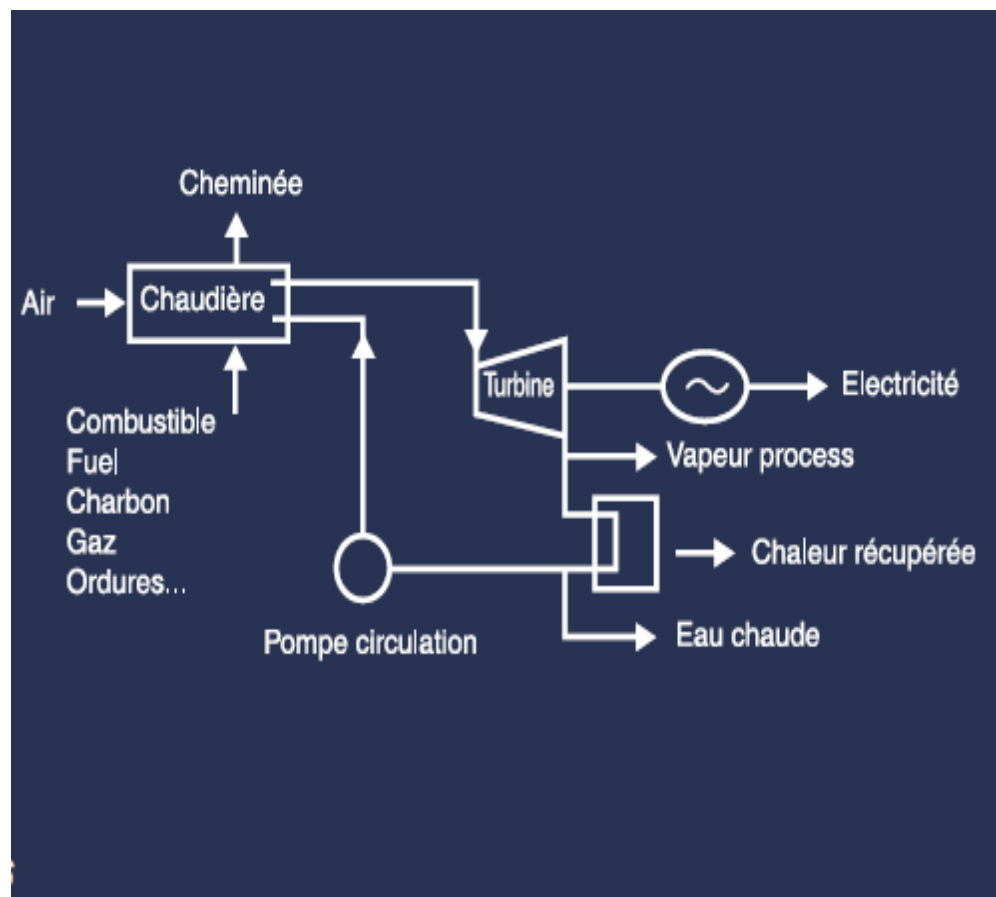 Cheminée
Air
Chaudière
Turbine
Electricité
Combustible
Fuel
Charbon
Gaz
Ordures...
Vapeur process
Chaleur récupérée
Pompe circulation
Eau chaude